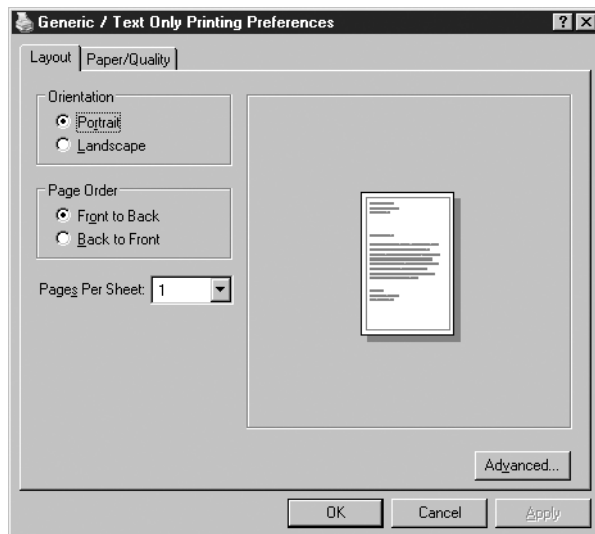 Generic / Text Only Printing Preferences
Layout
Paper/Quality
Orientation
Portrait
Landscape
Page Order
Front to Back
Back to Front
Pages Per Sheet: 1
Advanced...
OK
Cancel
Apply